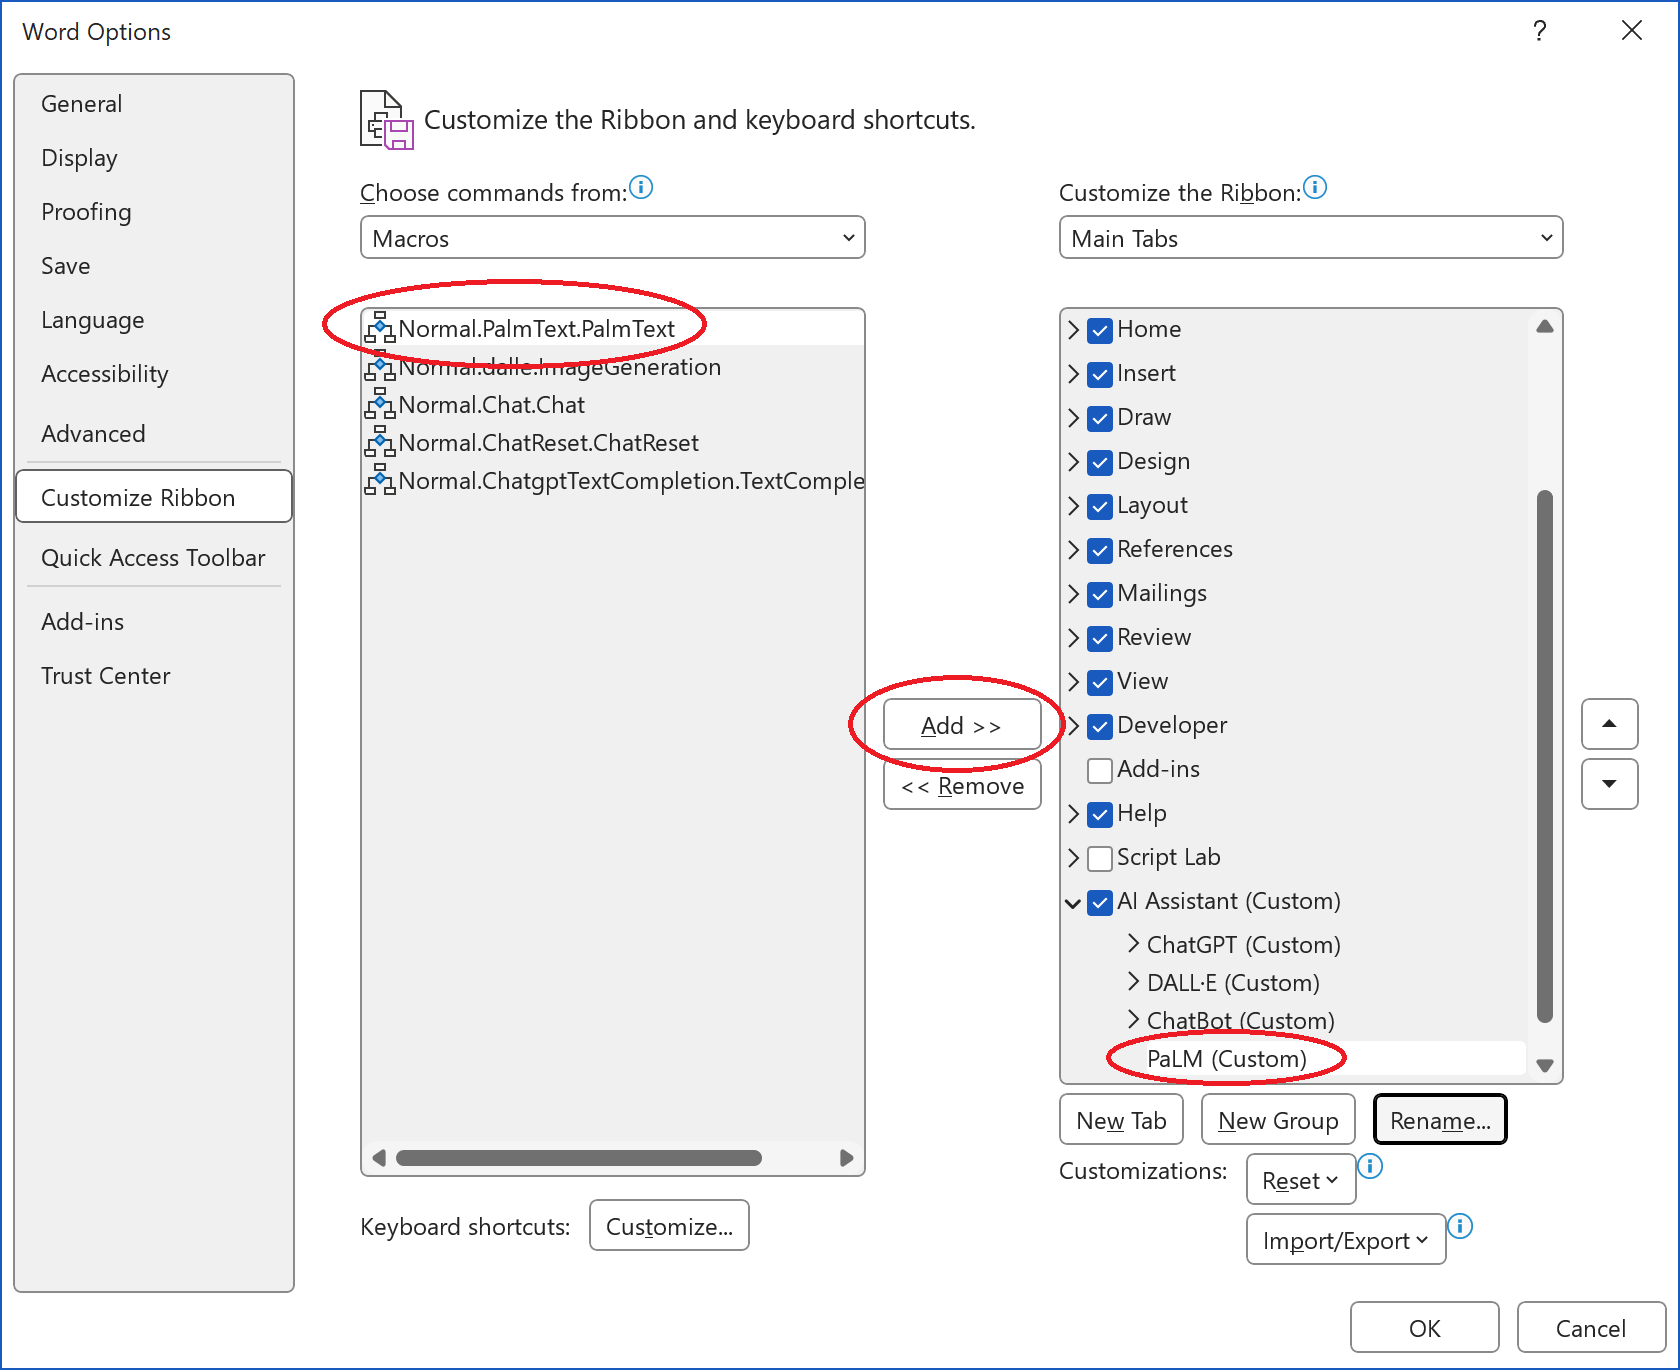 Word Options
?
General
Display
Proofing
Save
Language
Accessibility
Advanced
Customize Ribbon
Quick Access Toolbar
Add-ins
Trust Center
Customize the Ribbon and keyboard shortcuts.
Choose commands from:
Macros
Normal.PalmText.PalmText
Normal.dalle.ImageGeneration
Normal.Chat.Chat
Normal.ChatReset.ChatReset
Normal.ChatgptTextCompletion.TextComple
Keyboard shortcuts: Customize...
Add >>
<< Remove
Customize the Ribbon:
Main Tabs
Home
Insert
Draw
Design
Layout
References
Mailings
Review
View
Developer
Add-ins
Help
Script Lab
AI Assistant (Custom)
ChatGPT (Custom)
DALL·E (Custom)
ChatBot (Custom)
PaLM (Custom)
New Tab New Group Rename...
Customizations: Reset
Import/Export
OK Cancel